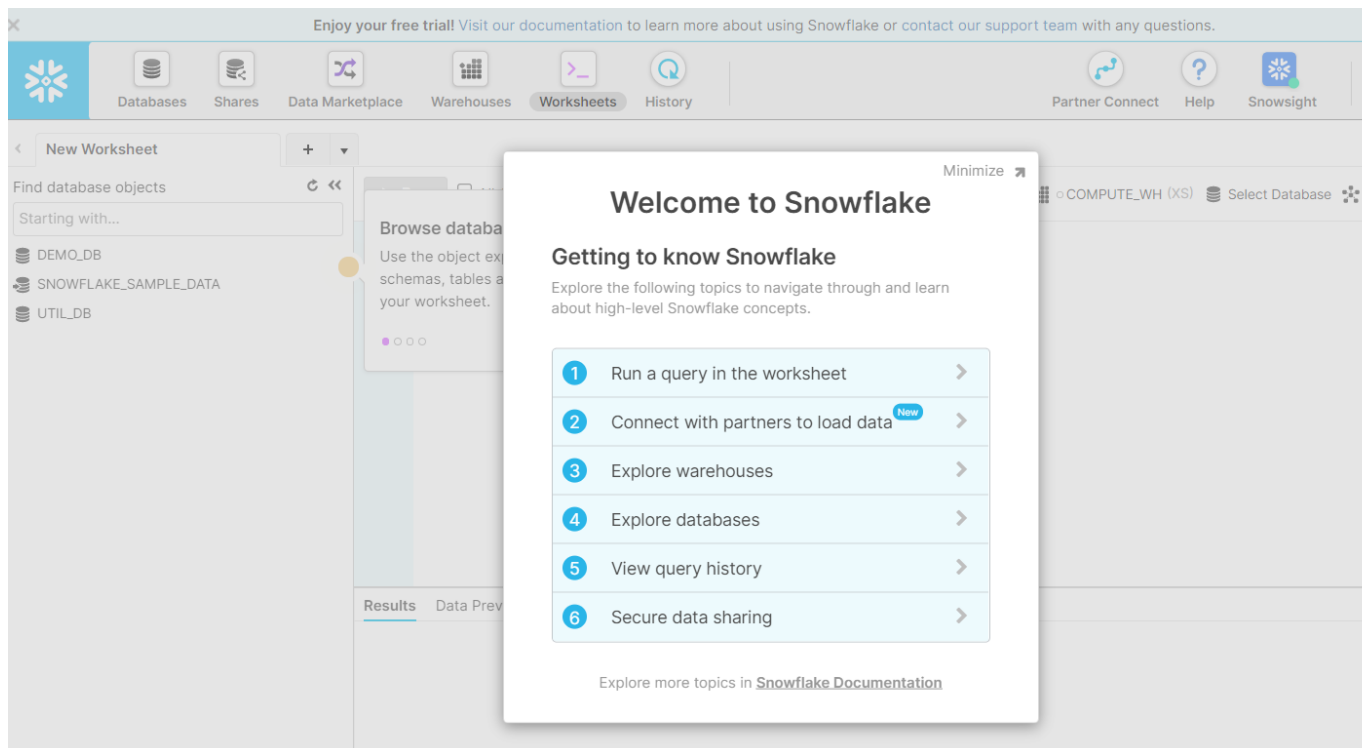 Enjoy your free trial! Visit our documentation to learn more about using Snowflake or contact our support team with any questions.
Databases
Shares
Data Marketplace
Warehouses
Worksheets
History
Partner Connect
Help
Snowsight
New Worksheet
Find database objects
Starting with...
DEMO_DB
SNOWFLAKE_SAMPLE_DATA
UTIL_DB
COMPUTE_WH (XS)
Select Database
Browse databa
Use the object ex
schemas, tables a
your worksheet.
Minimize
Welcome to Snowflake
Getting to know Snowflake
Explore the following topics to navigate through and learn
about high-level Snowflake concepts.
1 Run a query in the worksheet
2 Connect with partners to load data New
3 Explore warehouses
4 Explore databases
5 View query history
6 Secure data sharing
Explore more topics in Snowflake Documentation
Results
Data Prev